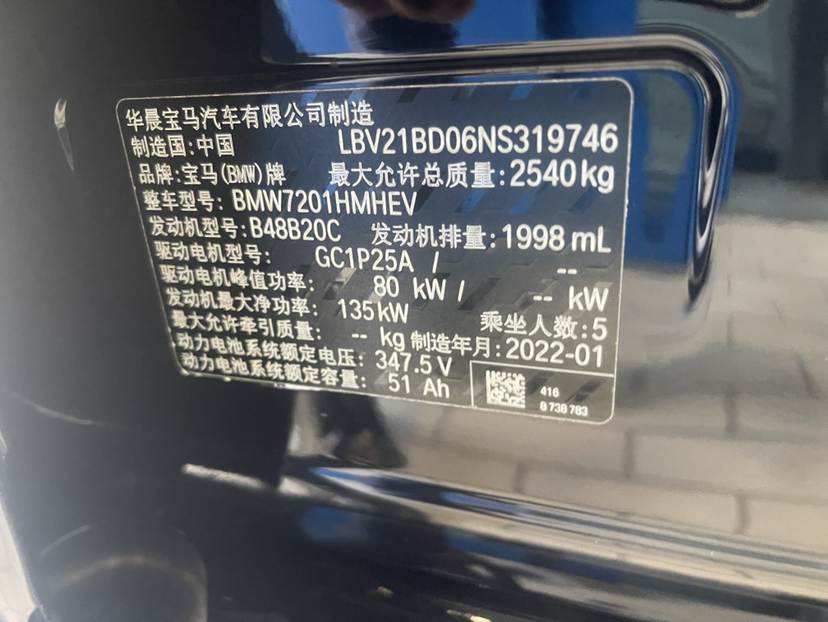 华晨宝马汽车有限公司制造
制造国:中国 LBV21BD06NS319746
品牌:宝马(BMW)牌 最大允许总质量:2540kg
整车型号:BMW7201HMHEV
发动机型号:B48B20C 发动机排量:1998 mL
驱动电机型号: GC1P25A / --
驱动电机峰值功率: 80 kW / -- kW
发动机最大净功率: 135kW 乘坐人数:5
最大允许牵引质量: -- kg 制造年月:2022-01
动力电池系统额定电压: 347.5 V
动力电池系统额定容量: 51 Ah
416
8 738 783